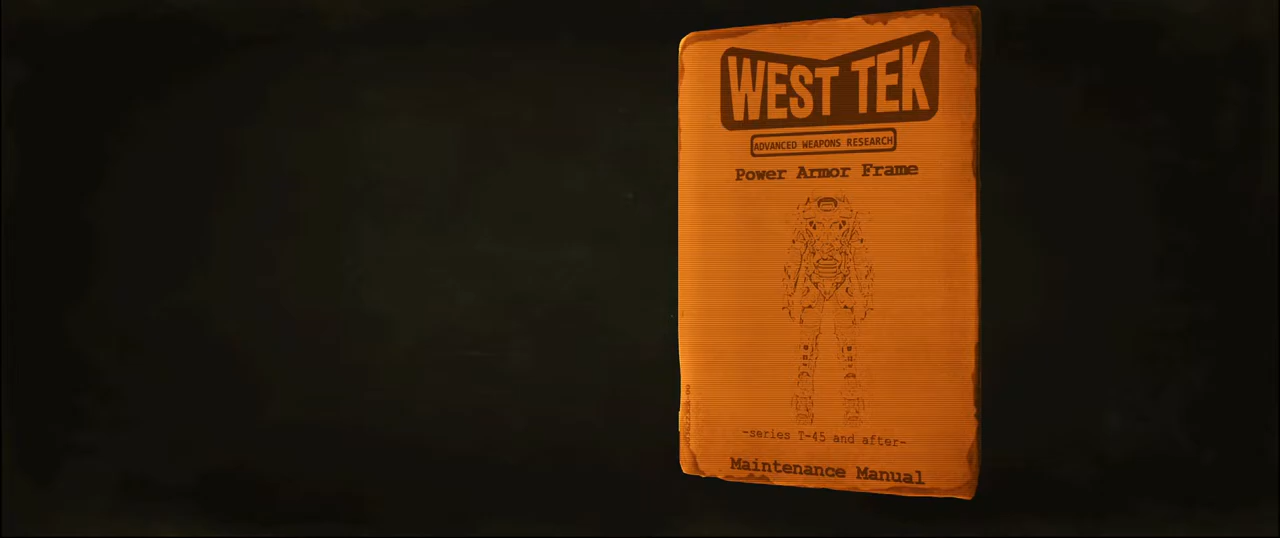 WEST TEK
ADVANCED WEAPONS RESEARCH
Power Armor Frame
-series T-45 and after-
Maintenance Manual